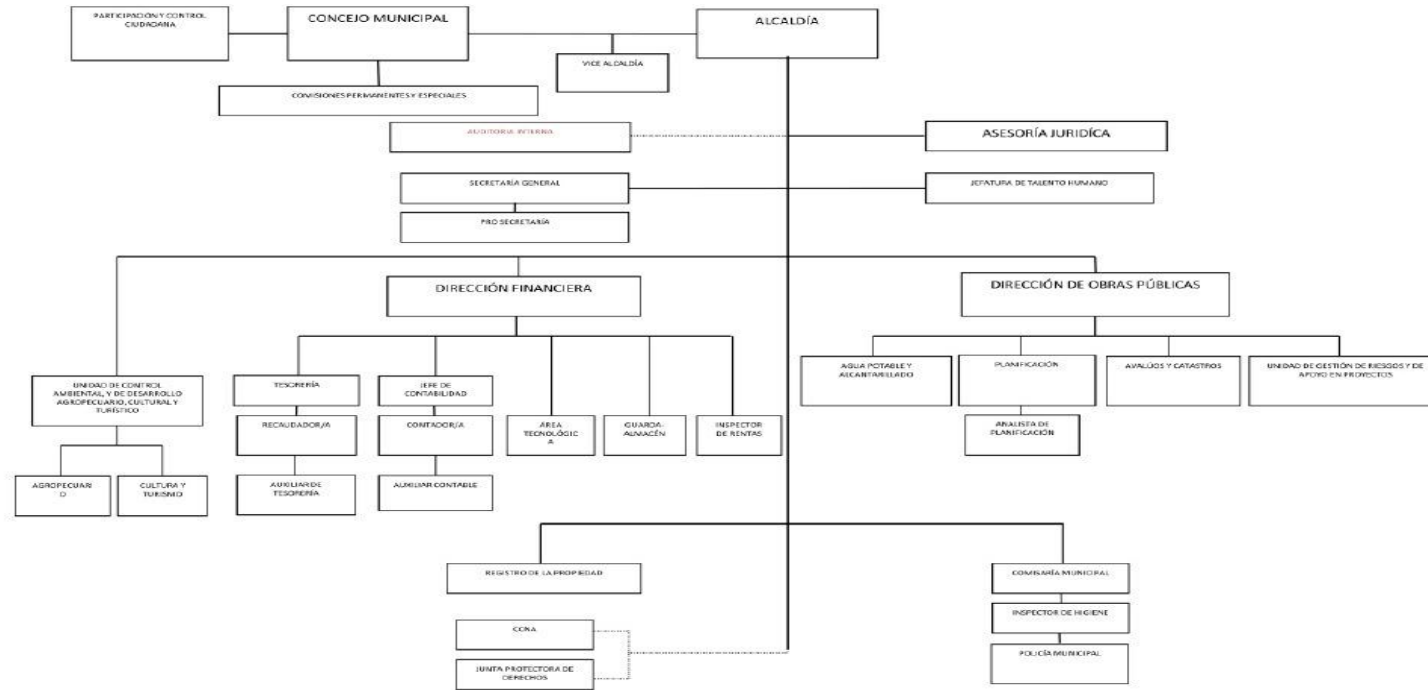 PARTICIPACIÓN Y CONTROL
CIUDADANA
CONCEJO MUNICIPAL
ALCALDÍA
VICE ALCALDÍA
COMISIONES PERMANENTES Y ESPECIALES
AUDITORIA INTERNA
ASESORÍA JURIDÍCA
SECRETARÍA GENERAL
JEFATURA DE TALENTO HUMANO
PRO SECRETARÍA
DIRECCIÓN FINANCIERA
DIRECCIÓN DE OBRAS PÚBLICAS
UNIDAD DE CONTROL
AMBIENTAL, Y DE DESARROLLO
AGROPECUARIO, CULTURAL Y
TURÍSTICO
TESORERÍA
JEFE DE
CONTABILIDAD
AGUA POTABLE Y
ALCANTARILLADO
PLANIFICACIÓN
AVALÚOS Y CATASTROS
UNIDAD DE GESTIÓN DE RIESGOS Y DE
APOYO EN PROYECTOS
RECAUDADOR/A
CONTADOR/A
ÁREA
TECNOLÓGIC
A
GUARDA-
ALMACÉN
INSPECTOR
DE RENTAS
ANALISTA DE
PLANIFICACIÓN
AGROPECUARI
O
CULTURA Y
TURISMO
AUXILIAR DE
TESORERÍA
AUXILIAR CONTABLE
REGISTRO DE LA PROPIEDAD
COMISARÍA MUNICIPAL
INSPECTOR DE HIGIENE
CCNA
POLICÍA MUNICIPAL
JUNTA PROTECTORA DE
DERECHOS